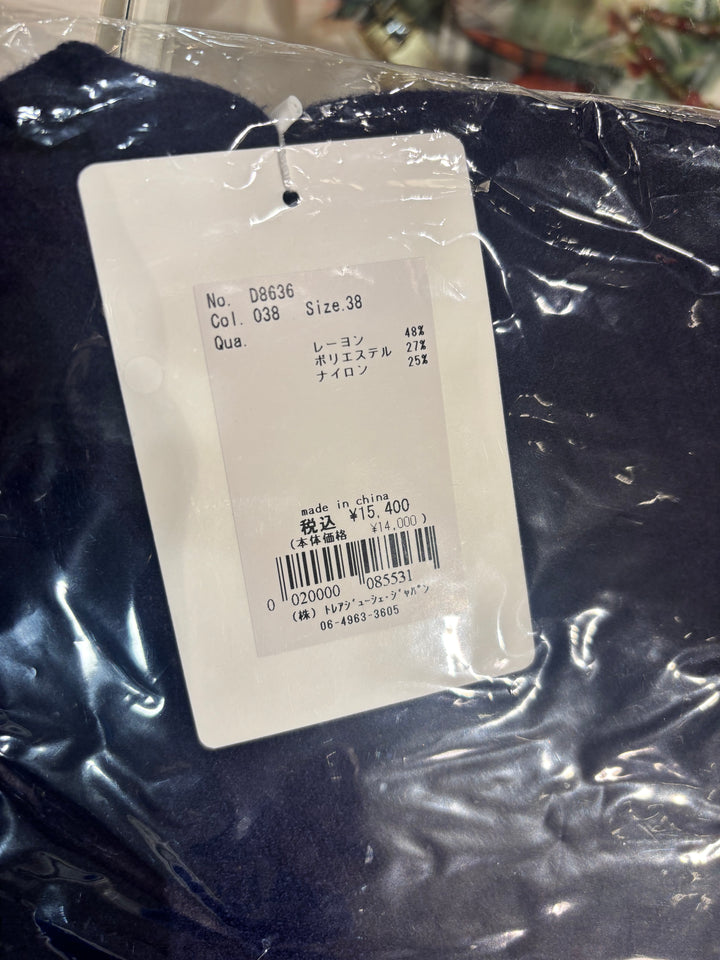 No. D8636
Col. 038 Size.38
Qua.
レーヨン 48%
ポリエステル 27%
ナイロン 25%
made in china
税込 ¥15,400
(本体価格 ¥14,000)
0 020000 085531
(株)トレアジューシェ・ジャパン
06-4963-3605